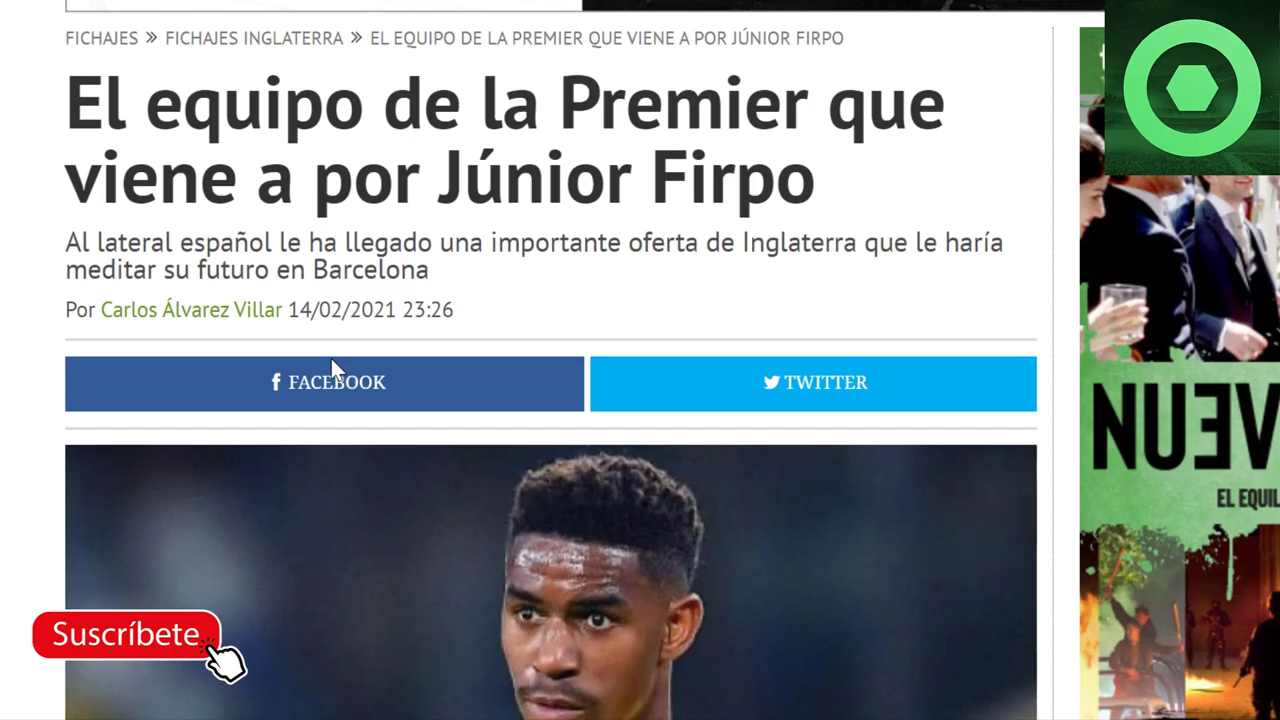 FICHAJES » FICHAJES INGLATERRA » EL EQUIPO DE LA PREMIER QUE VIENE A POR JÚNIOR FIRPO
El equipo de la Premier que
viene a por Júnior Firpo
Al lateral español le ha llegado una importante oferta de Inglaterra que le haría
meditar su futuro en Barcelona
Por Carlos Álvarez Villar 14/02/2021 23:26
f FACEBOOK
TWITTER
NUEV
EL EQUIL
Suscríbete